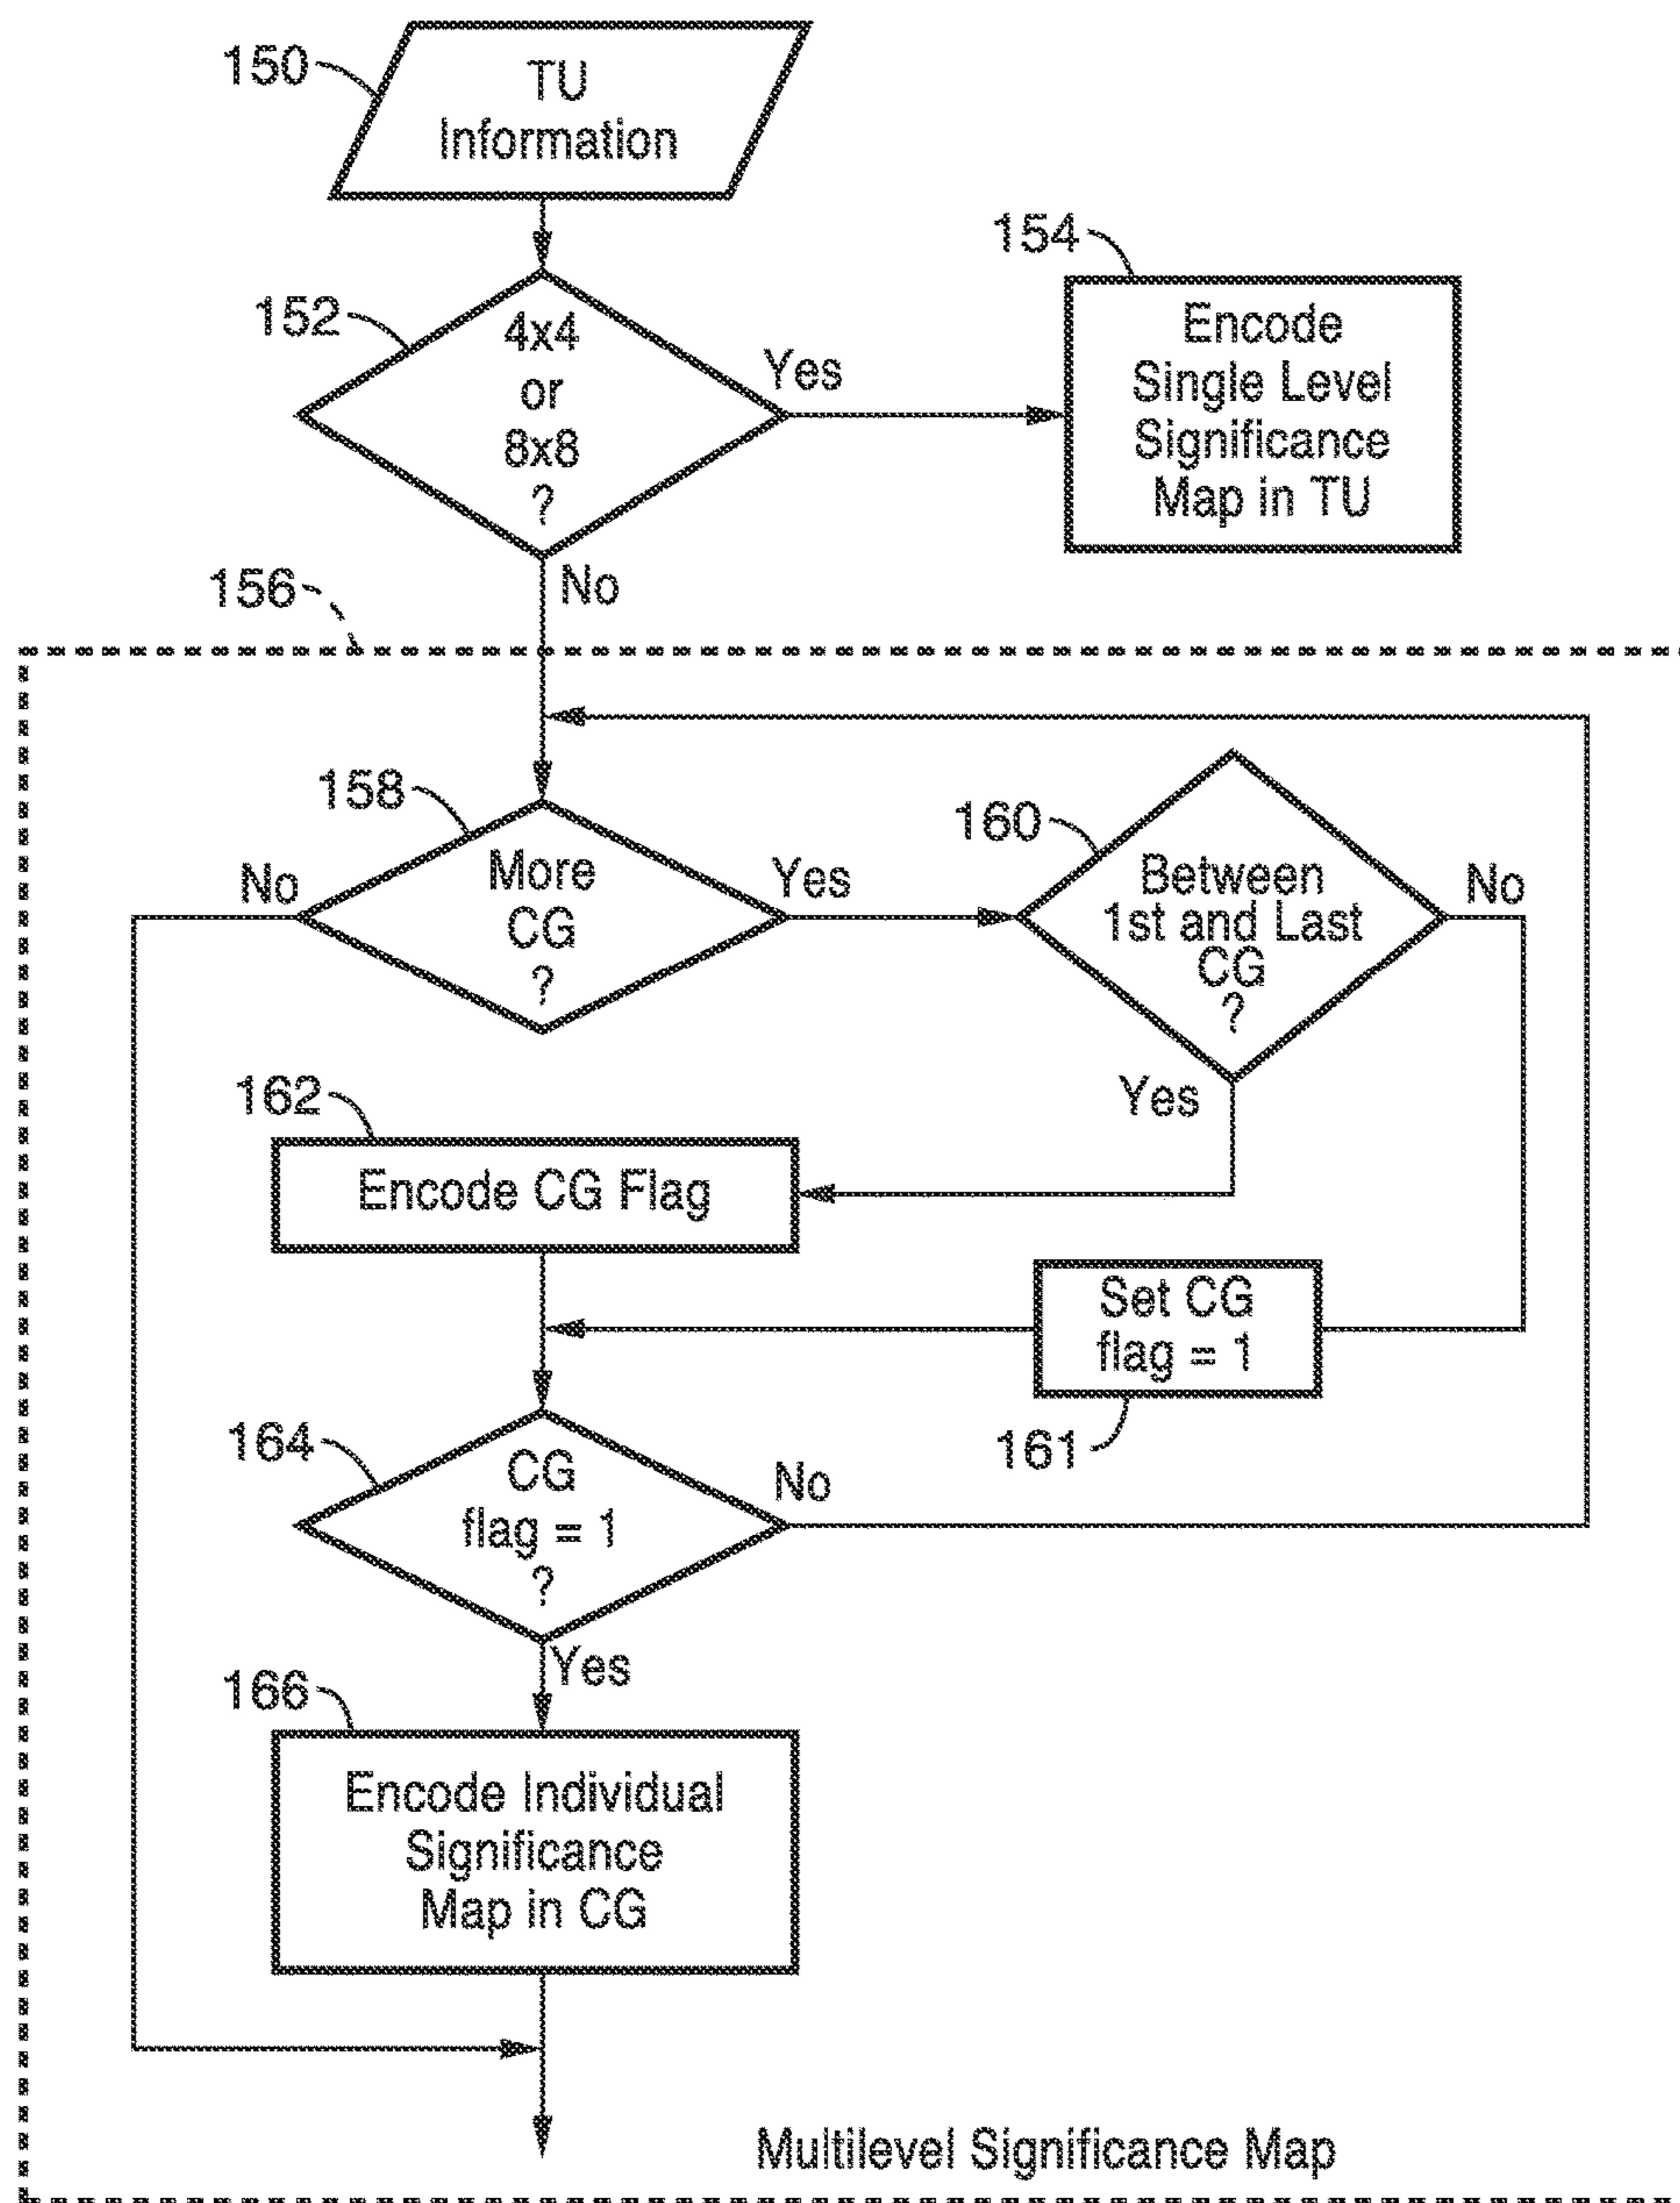 150
TU
Information
152
4x4
or
8x8
?
Yes
154
Encode
Single Level
Significance
Map in TU
No
156
158
More
CG
?
No
Yes
160
Between
1st and Last
CG
?
No
Yes
162
Encode CG Flag
Set CG
flag = 1
161
164
CG
flag = 1
?
No
Yes
166
Encode Individual
Significance
Map in CG
Multilevel Significance Map